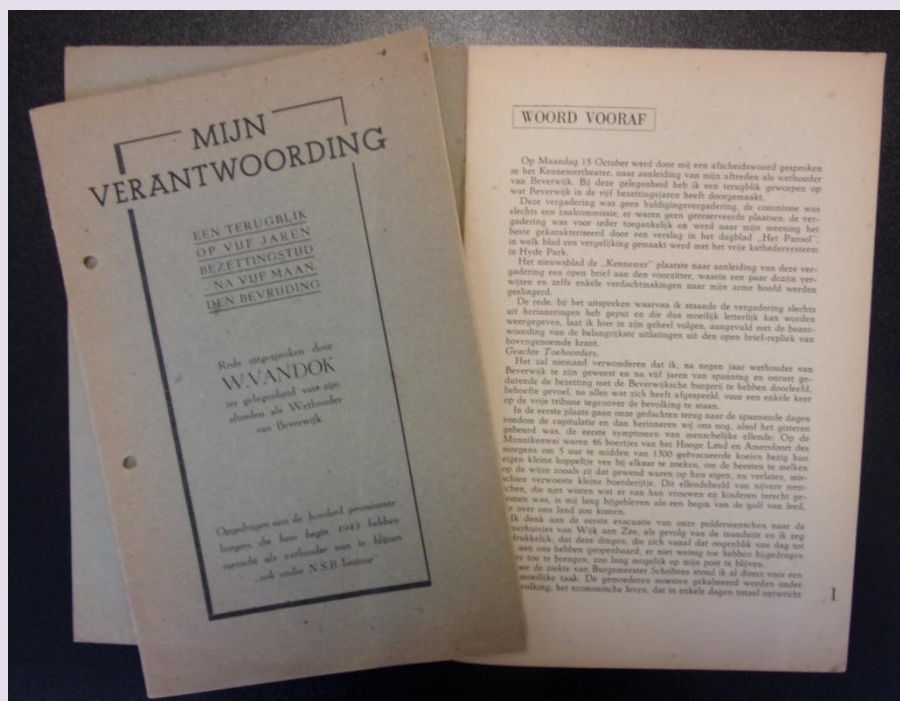 MIJN
VERANTWOORDING
EEN TERUGBLIK
OP VIJF JAREN
BEZETTINGSTIJD
NA VIJF MAAN-
DEN BEVRIJDING
Rede uitgesproken door
W. VAN DOK
ter gelegenheid van zijn
aftreden als Wethouder
van Beverwijk
Opgedragen aan de honderd prominente
burgers, die hem begin 1943 hebben
verzocht als wethouder aan te blijven
„ook onder N.S.B. bestuur"
WOORD VOORAF
Op Maandag 15 October werd door mij een afscheidswoord gesproken
in het Kennemertheater, naar aanleiding van mijn aftreden als wethouder
van Beverwijk. Bij deze gelegenheid heb ik een terugblik geworpen op
wat Beverwijk in de vijf bezettingsjaren heeft doorgemaakt.
Deze vergadering was geen huldigingsvergadering, de commissie was
slechts een zaalcommissie, er waren geen gereserveerde plaatsen, de ver-
gadering was voor ieder toegankelijk en werd naar mijn meening het
beste gekarakteriseerd door een verslag in het dagblad „Het Parool",
in welk blad een vergelijking gemaakt werd met het vrije kathedersysteem
in Hyde Park.
Het nieuwsblad de „Kennemer" plaatste naar aanleiding van deze ver-
gadering een open brief aan den voorzitter, waarin een paar dozijn ver-
wijten en zelfs enkele verdachtmakingen naar mijn arme hoofd werden
geslingerd.
De rede, bij het uitspreken waarvan ik staande de vergadering slechts
uit herinneringen heb geput en die dus moeilijk letterlijk kan worden
weergegeven, laat ik hier in zijn geheel volgen, aangevuld met de beant-
woording van de belangrijkste uitlatingen uit den open brief-repliek van
bovengenoemde krant.
Geachte Toehoorders,
Het zal niemand verwonderen dat ik, na negen jaar wethouder van
Beverwijk te zijn geweest en na vijf jaren van spanning en onrust ge-
durende de bezetting met de Beverwijksche burgerij te hebben doorleefd,
behoefte gevoel, na alles wat zich heeft afgespeeld, voor een enkele keer
op de vrije tribune tegenover de bevolking te staan.
In de eerste plaats gaan onze gedachten terug naar de spannende dagen
rondom de capitulatie en dan herinneren wij ons nog, alsof het gisteren
gebeurd was, de eerste symptomen van menschelijke ellende: Op de
Munnikenwei waren 46 boertjes van het Hooge Land en Amersfoort des
morgens om 5 uur te midden van 1300 geëvacueerde koeien bezig hun
eigen kleine koppeltje vee bij elkaar te zoeken, om de beesten te melken
op de wijze zooals zij dat gewend waren op hun eigen, nu verlaten, mis-
schien verwoeste kleine boerderijtje. Dit ellendebeeld van nijvere men-
schen, die niet wisten wat er van hun vrouwen en kinderen terecht ge-
komen was, is mij lang bijgebleven als een begin van de golf van leed,
e over ons land zou komen.
Ik denk aan de eerste evacuatie van onze poldermenschen naar de
verhuisjes van Wijk aan Zee, als gevolg van de inundatie en ik zeg
drukkelijk, dat deze dingen, die zich vanaf dat oogenblik van dag tot
aan ons hebben geopenbaard, er niet weinig toe hebben bijgedragen
er toe te brengen, zoo lang mogelijk op mijn post te blijven.
we de ziekte van Burgemeester Scholtens stond ik al direct voor een
moeilijke taak. De gemoederen moesten gekalmeerd worden onder
volking, het economische leven, dat in enkele dagen totaal ontwricht
1